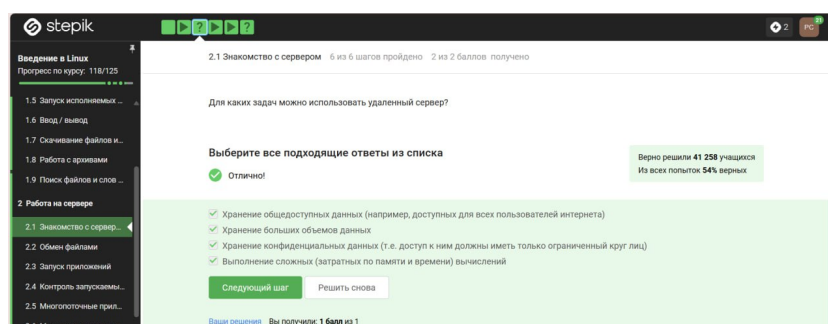 stepik
?
?
2
PC
21
Введение в Linux
Прогресс по курсу: 118/125
1.5 Запуск исполняемых ...
1.6 Ввод / вывод
1.7 Скачивание файлов и...
1.8 Работа с архивами
1.9 Поиск файлов и слов ...
2 Работа на сервере
2.1 Знакомство с сервер...
2.2 Обмен файлами
2.3 Запуск приложений
2.4 Контроль запускаемы...
2.5 Многопоточные прил...
2.1 Знакомство с сервером 6 из 6 шагов пройдено 2 из 2 баллов получено
Для каких задач можно использовать удаленный сервер?
Выберите все подходящие ответы из списка
Отлично!
Верно решили 41 258 учащихся
Из всех попыток 54% верных
Хранение общедоступных данных (например, доступных для всех пользователей интернета)
Хранение больших объемов данных
Хранение конфиденциальных данных (т.е. доступ к ним должны иметь только ограниченный круг лиц)
Выполнение сложных (затратных по памяти и времени) вычислений
Следующий шаг Решить снова
Ваши решения Вы получили: 1 балл из 1